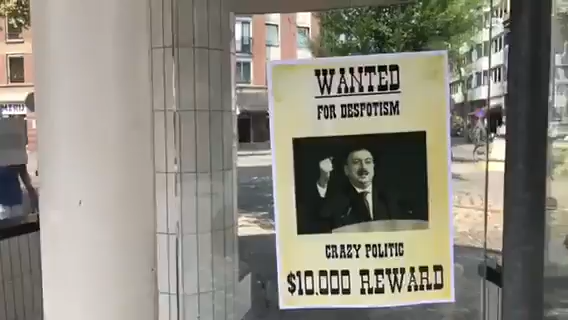 WANTED
FOR DESPOTISM
CRAZY POLITIC
$10.000 REWARD